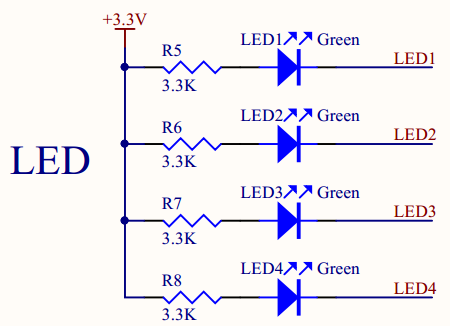 +3.3V
R5
LED1 Green
LED1
3.3K
R6
LED2 Green
LED2
3.3K
LED
R7
LED3 Green
LED3
3.3K
R8
LED4 Green
LED4
3.3K